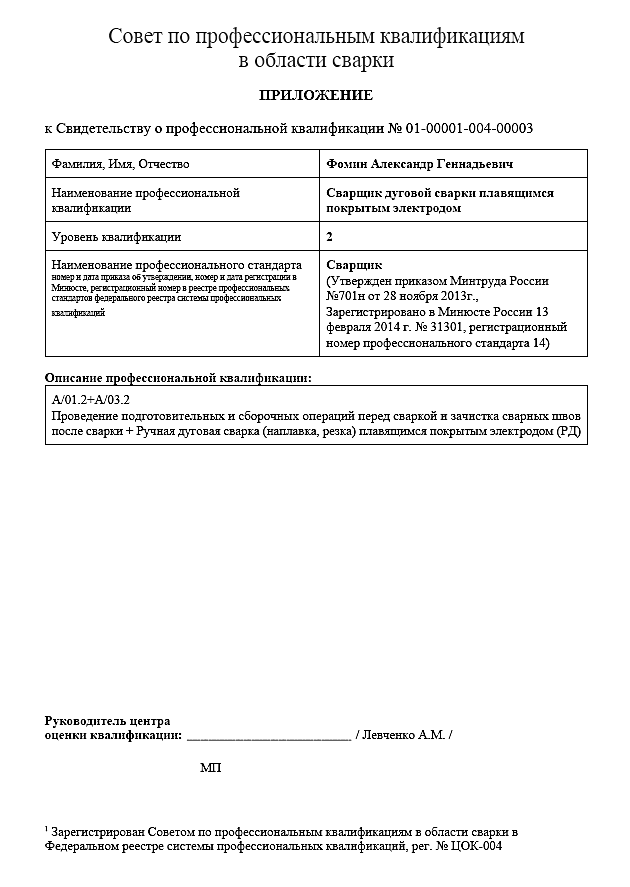 Совет по профессиональным квалификациям
в области сварки
ПРИЛОЖЕНИЕ
к Свидетельству о профессиональной квалификации № 01-00001-004-00003
Фамилия, Имя, Отчество
Фомин Александр Геннадьевич
Наименование профессиональной
квалификации
Сварщик дуговой сварки плавящимся
покрытым электродом
Уровень квалификации
2
Наименование профессионального стандарта
номер и дата приказа об утверждении, номер и дата регистрации в
Минюсте, регистрационный номер в реестре профессиональных
стандартов федерального реестра системы профессиональных
квалификаций
Сварщик
(Утвержден приказом Минтруда России
№701н от 28 ноября 2013г.,
Зарегистрировано в Минюсте России 13
февраля 2014 г. № 31301, регистрационный
номер профессионального стандарта 14)
Описание профессиональной квалификации:
А/01.2+А/03.2
Проведение подготовительных и сборочных операций перед сваркой и зачистка сварных швов
после сварки + Ручная дуговая сварка (наплавка, резка) плавящимся покрытым электродом (РД)
Руководитель центра
оценки квалификации: __________________________ / Левченко А.М. /
МП
1 Зарегистрирован Советом по профессиональным квалификациям в области сварки в
Федеральном реестре системы профессиональных квалификаций, рег. № ЦОК-004